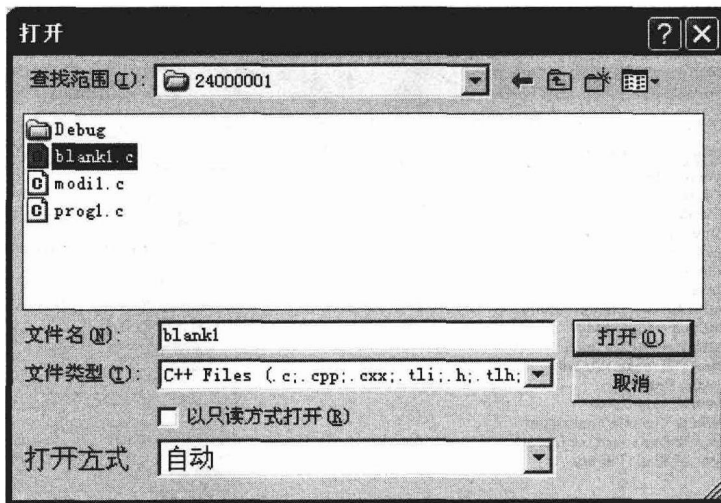 打开
查找范围(I): 24000001
Debug
blank1.c
modi1.c
prog1.c
文件名(N): blank1 打开(O)
文件类型(T): C++ Files (.c;.cpp;.cxx;.tli;.h;.tlh; 取消
以只读方式打开(R)
打开方式 自动